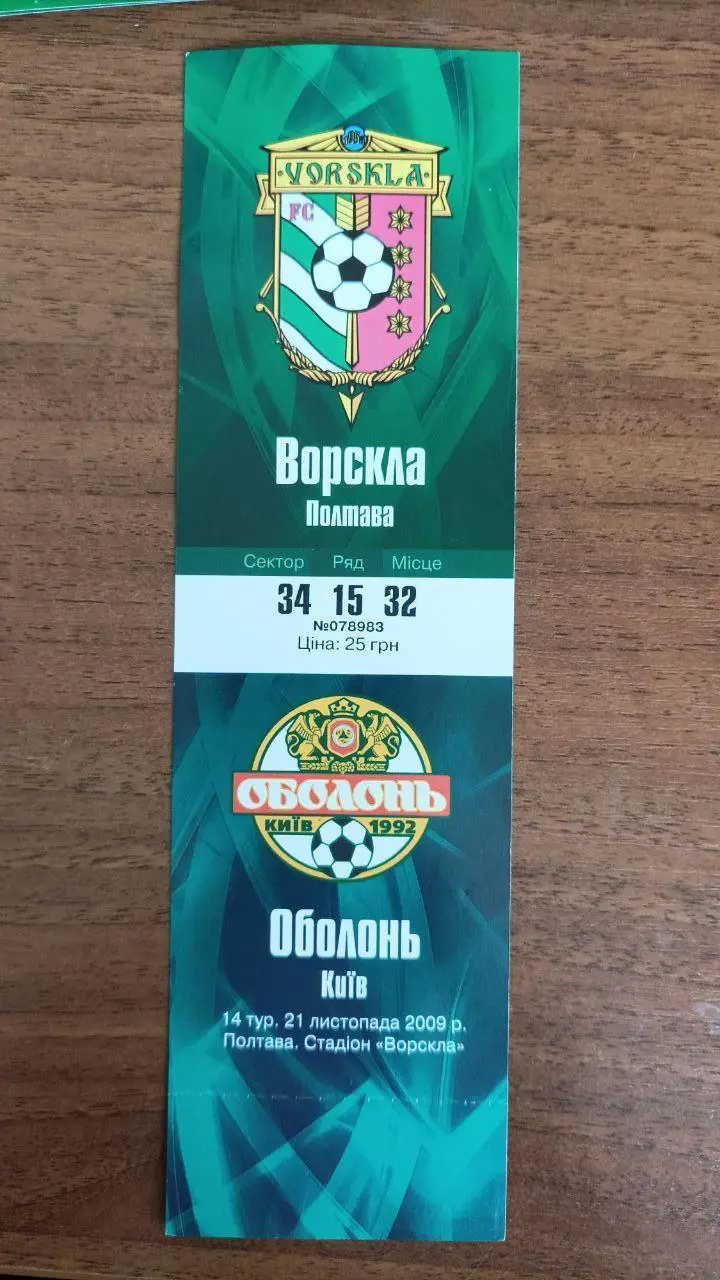 VORSKLA
FC
Ворскла
Полтава
Сектор Ряд Місце
34 15 32
№078983
Ціна: 25 грн
ОБОЛОНЬ
КИЇВ 1992
Оболонь
Київ
14 тур. 21 листопада 2009 р.
Полтава. Стадіон «Ворскла»